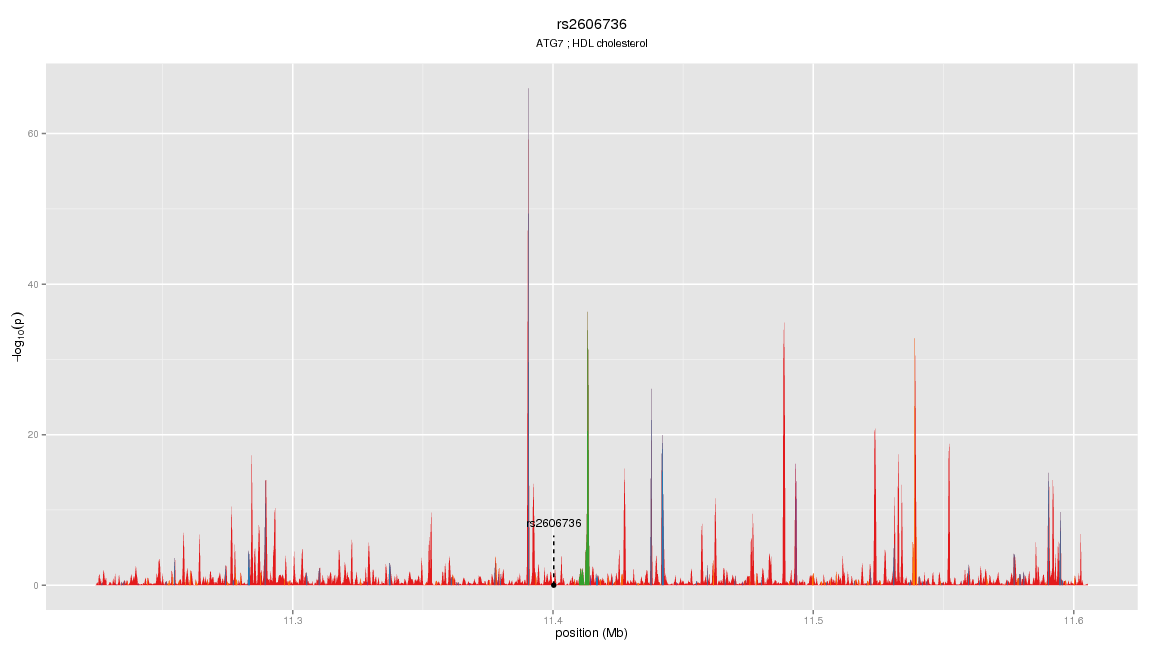 rs2606736
ATG7 ; HDL cholesterol
−log10(p)
60
40
20
0
rs2606736
11.3
11.4
11.5
11.6
position (Mb)